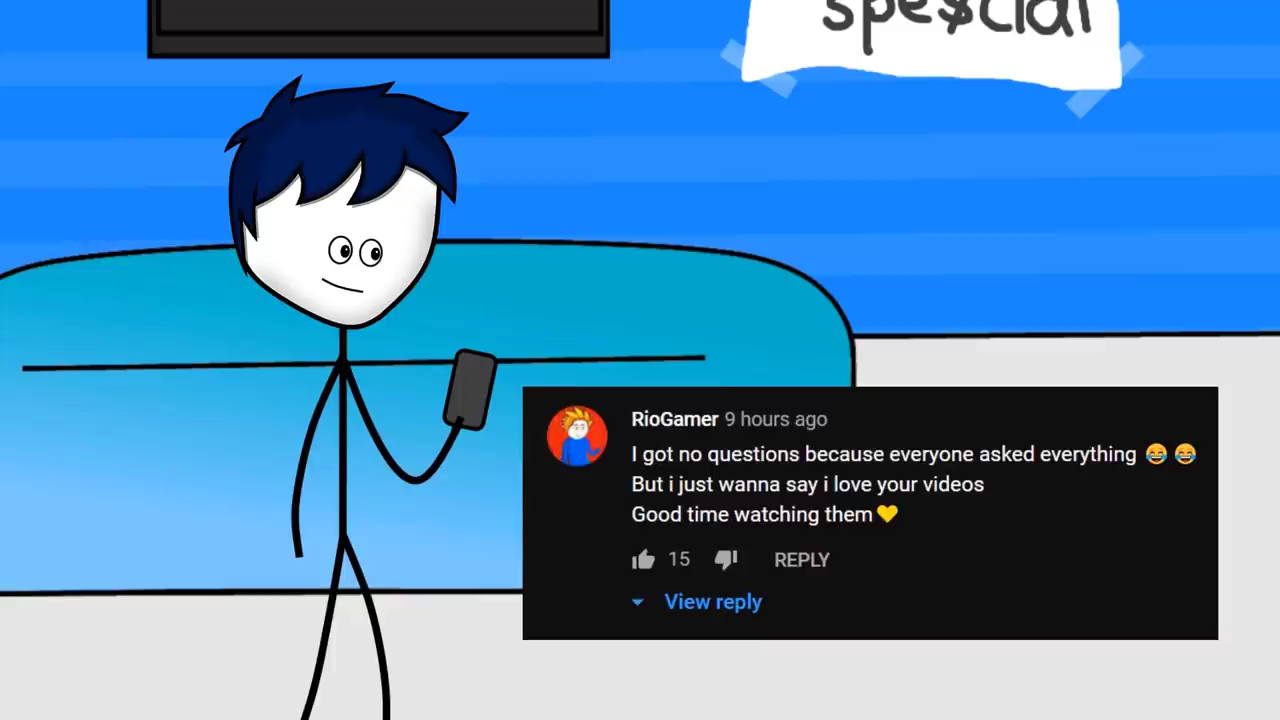 spe$cial
RioGamer 9 hours ago
I got no questions because everyone asked everything 😂 😂
But i just wanna say i love your videos
Good time watching them💛
15 REPLY
View reply